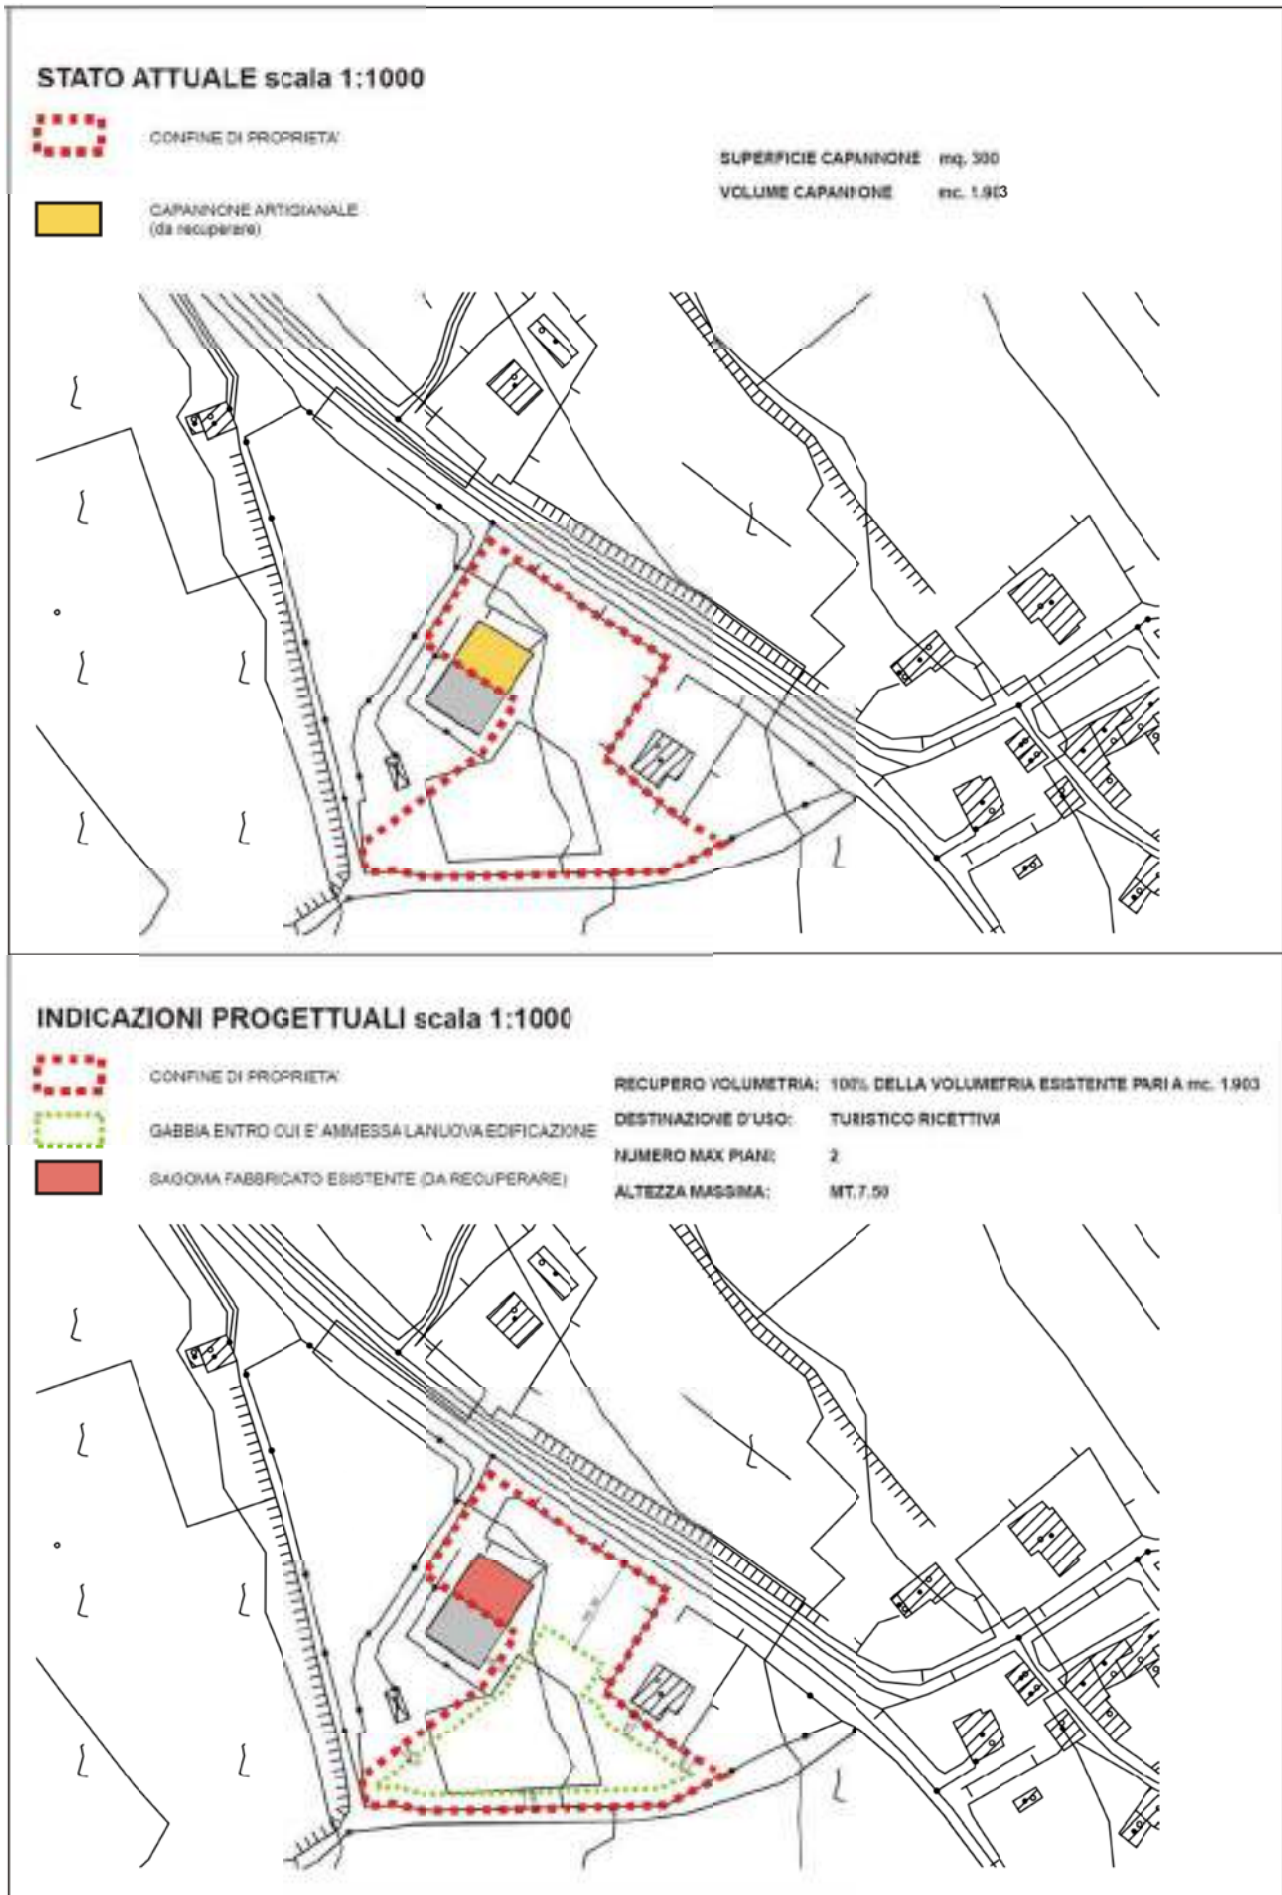 STATO ATTUALE scala 1:1000
CONFINE DI PROPRIETA'
CAPANNONE ARTIGIANALE
(da recuperare)
SUPERFICIE CAPANNONE mq. 300
VOLUME CAPANNONE mc. 1.903
INDICAZIONI PROGETTUALI scala 1:1000
CONFINE DI PROPRIETA'
GABBIA ENTRO CUI E' AMMESSA LANUOVA EDIFICAZIONE
SAGOMA FABBRICATO ESISTENTE (DA RECUPERARE)
RECUPERO VOLUMETRIA: 100% DELLA VOLUMETRIA ESISTENTE PARI A mc. 1.903
DESTINAZIONE D'USO: TURISTICO RICETTIVA
NUMERO MAX PIANI: 2
ALTEZZA MASSIMA: MT.7.50